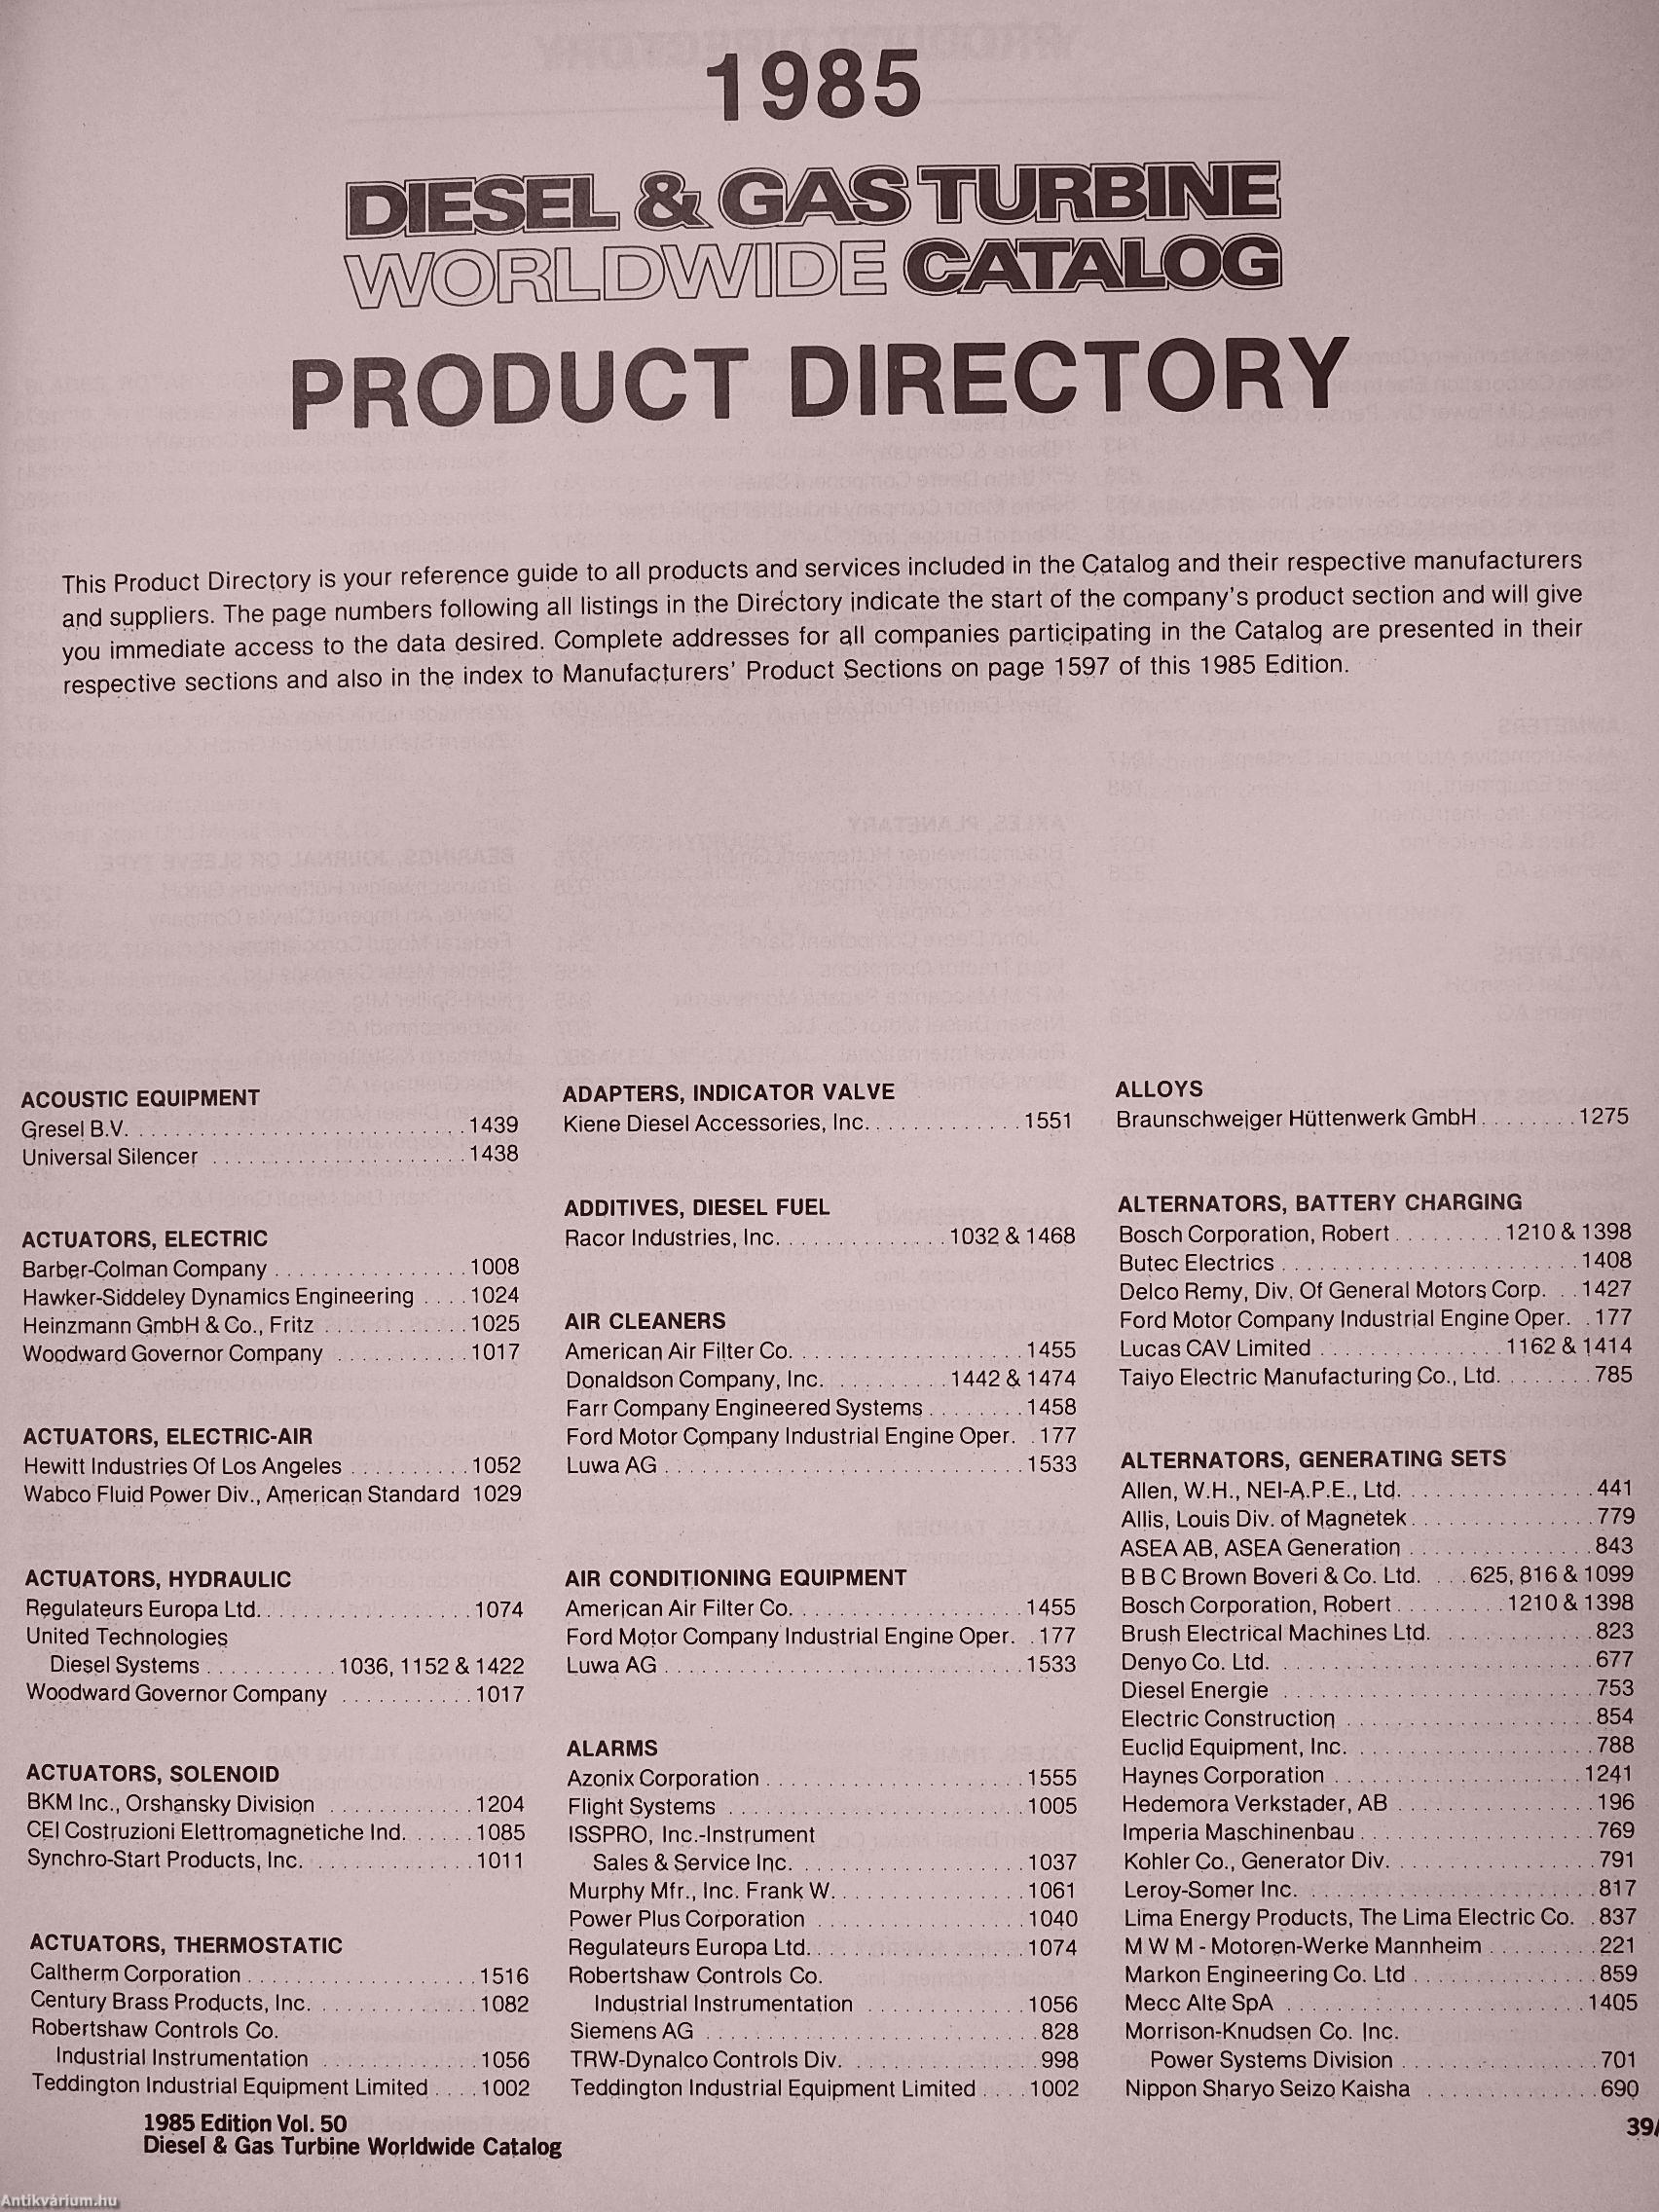 1985
DIESEL & GAS TURBINE
WORLDWIDE CATALOG
PRODUCT DIRECTORY
This Product Directory is your reference guide to all products and services included in the Catalog and their respective manufacturers
and suppliers. The page numbers following all listings in the Directory indicate the start of the company's product section and will give
you immediate access to the data desired. Complete addresses for all companies participating in the Catalog are presented in their
respective sections and also in the index to Manufacturers' Product Sections on page 1597 of this 1985 Edition.
ACOUSTIC EQUIPMENT
Gresel B.V. . . . . . . . . . 1439
Universal Silencer . . . . . . . . . . 1438
ACTUATORS, ELECTRIC
Barber-Colman Company . . . . . . . . . . 1008
Hawker-Siddeley Dynamics Engineering . . . . 1024
Heinzmann GmbH & Co., Fritz . . . . . . . . . . 1025
Woodward Governor Company . . . . . . . . . . 1017
ACTUATORS, ELECTRIC-AIR
Hewitt Industries Of Los Angeles . . . . . . . . . . 1052
Wabco Fluid Power Div., American Standard 1029
ACTUATORS, HYDRAULIC
Regulateurs Europa Ltd. . . . . . . . . . 1074
United Technologies
Diesel Systems . . . . . . . . . . 1036, 1152 & 1422
Woodward Governor Company . . . . . . . . . . 1017
ACTUATORS, SOLENOID
BKM Inc., Orshansky Division . . . . . . . . . . 1204
CEI Costruzioni Elettromagnetiche Ind. . . . . . 1085
Synchro-Start Products, Inc. . . . . . . . . . 1011
ACTUATORS, THERMOSTATIC
Caltherm Corporation . . . . . . . . . . 1516
Century Brass Products, Inc. . . . . . . . . . 1082
Robertshaw Controls Co.
Industrial Instrumentation . . . . . . . . . . 1056
Teddington Industrial Equipment Limited . . . . 1002
ADAPTERS, INDICATOR VALVE
Kiene Diesel Accessories, Inc. . . . . . . . . . 1551
ADDITIVES, DIESEL FUEL
Racor Industries, Inc. . . . . . . . . . 1032 & 1468
AIR CLEANERS
American Air Filter Co. . . . . . . . . . 1455
Donaldson Company, Inc. . . . . . . . . . 1442 & 1474
Farr Company Engineered Systems . . . . . . . . 1458
Ford Motor Company Industrial Engine Oper. . 177
Luwa AG . . . . . . . . . . 1533
AIR CONDITIONING EQUIPMENT
American Air Filter Co. . . . . . . . . . 1455
Ford Motor Company Industrial Engine Oper. . 177
Luwa AG . . . . . . . . . . 1533
ALARMS
Azonix Corporation . . . . . . . . . . 1555
Flight Systems . . . . . . . . . . 1005
ISSPRO, Inc.-Instrument
Sales & Service Inc. . . . . . . . . . 1037
Murphy Mfr., Inc. Frank W. . . . . . . . . . 1061
Power Plus Corporation . . . . . . . . . . 1040
Regulateurs Europa Ltd. . . . . . . . . . 1074
Robertshaw Controls Co.
Industrial Instrumentation . . . . . . . . . . 1056
Siemens AG . . . . . . . . . . 828
TRW-Dynalco Controls Div. . . . . . . . . . 998
Teddington Industrial Equipment Limited . . . . 1002
ALLOYS
Braunschweiger Hüttenwerk GmbH . . . . . . . . 1275
ALTERNATORS, BATTERY CHARGING
Bosch Corporation, Robert . . . . . . . . . 1210 & 1398
Butec Electrics . . . . . . . . . . 1408
Delco Remy, Div. Of General Motors Corp. . . 1427
Ford Motor Company Industrial Engine Oper. . 177
Lucas CAV Limited . . . . . . . . . . 1162 & 1414
Taiyo Electric Manufacturing Co., Ltd. . . . . . . . 785
ALTERNATORS, GENERATING SETS
Allen, W.H., NEI-A.P.E., Ltd. . . . . . . . . . 441
Allis, Louis Div. of Magnetek . . . . . . . . . . 779
ASEA AB, ASEA Generation . . . . . . . . . . 843
B B C Brown Boveri & Co. Ltd. . . . 625, 816 & 1099
Bosch Corporation, Robert . . . . . . . . . 1210 & 1398
Brush Electrical Machines Ltd. . . . . . . . . . 823
Denyo Co. Ltd. . . . . . . . . . 677
Diesel Energie . . . . . . . . . . 753
Electric Construction . . . . . . . . . . 854
Euclid Equipment, Inc. . . . . . . . . . 788
Haynes Corporation . . . . . . . . . . 1241
Hedemora Verkstader, AB . . . . . . . . . . 196
Imperia Maschinenbau . . . . . . . . . . 769
Kohler Co., Generator Div. . . . . . . . . . 791
Leroy-Somer Inc. . . . . . . . . . 817
Lima Energy Products, The Lima Electric Co. . 837
M W M - Motoren-Werke Mannheim . . . . . . . . . 221
Markon Engineering Co. Ltd . . . . . . . . . . 859
Mecc Alte SpA . . . . . . . . . . 1405
Morrison-Knudsen Co. Inc.
Power Systems Division . . . . . . . . . . 701
Nippon Sharyo Seizo Kaisha . . . . . . . . . . 690
1985 Edition Vol. 50
Diesel & Gas Turbine Worldwide Catalog
39/
Antikvárium.hu